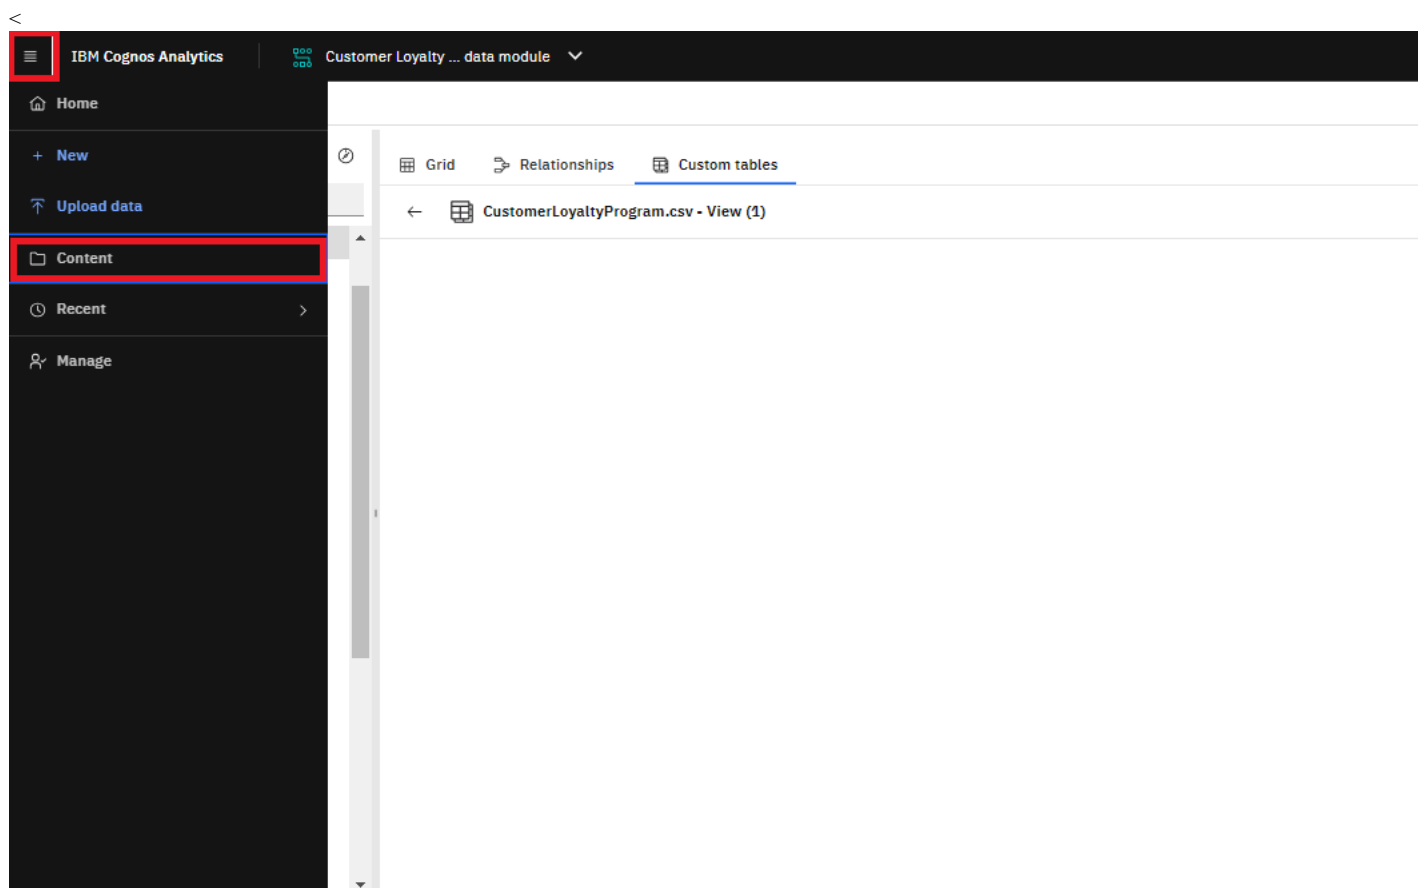 <
IBM Cognos Analytics
Customer Loyalty ... data module
Home
New
Upload data
Content
Recent
Manage
Grid
Relationships
Custom tables
CustomerLoyaltyProgram.csv - View (1)